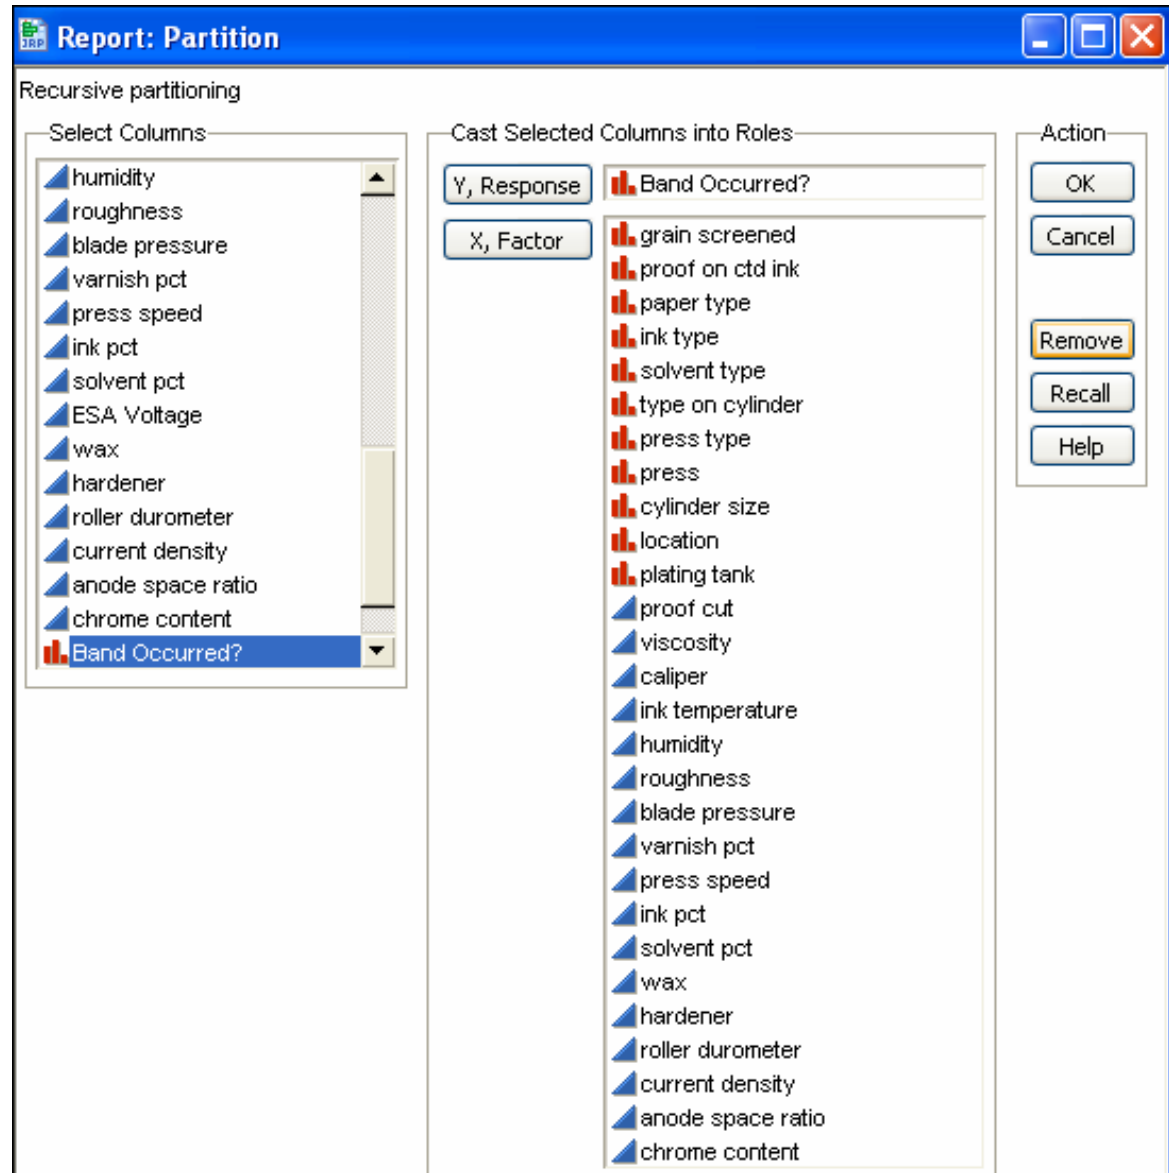 Report: Partition
Recursive partitioning
Select Columns
humidity
roughness
blade pressure
varnish pct
press speed
ink pct
solvent pct
ESA Voltage
wax
hardener
roller durometer
current density
anode space ratio
chrome content
Band Occurred?
Cast Selected Columns into Roles
Y, Response
Band Occurred?
X, Factor
grain screened
proof on ctd ink
paper type
ink type
solvent type
type on cylinder
press type
press
cylinder size
location
plating tank
proof cut
viscosity
caliper
ink temperature
humidity
roughness
blade pressure
varnish pct
press speed
ink pct
solvent pct
wax
hardener
roller durometer
current density
anode space ratio
chrome content
Action
OK
Cancel
Remove
Recall
Help